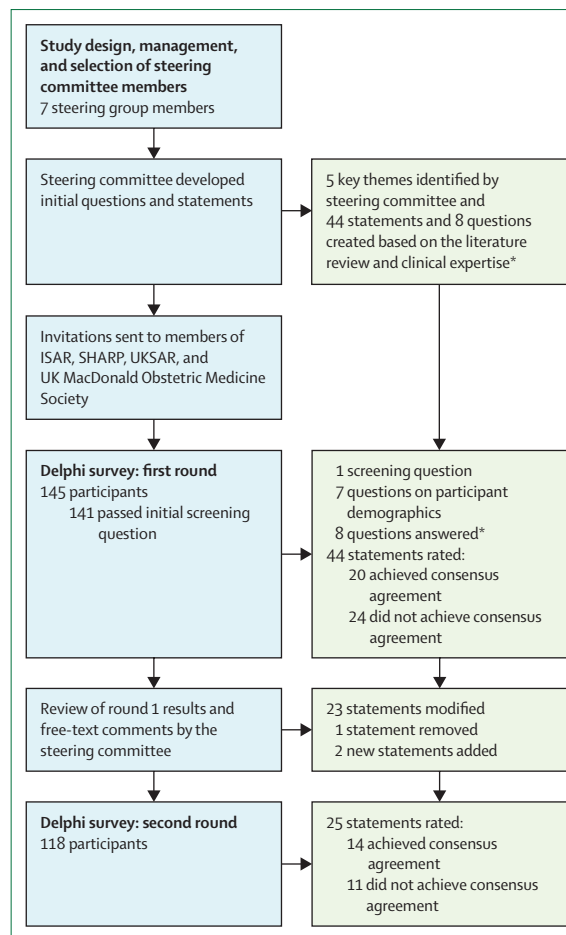 Study design, management,
and selection of steering
committee members
7 steering group members
Steering committee developed
initial questions and statements
5 key themes identified by
steering committee and
44 statements and 8 questions
created based on the literature
review and clinical expertise*
Invitations sent to members of
ISAR, SHARP, UKSAR, and
UK MacDonald Obstetric Medicine
Society
Delphi survey: first round
145 participants
141 passed initial screening
question
1 screening question
7 questions on participant
demographics
8 questions answered*
44 statements rated:
20 achieved consensus
agreement
24 did not achieve consensus
agreement
Review of round 1 results and
free-text comments by the
steering committee
23 statements modified
1 statement removed
2 new statements added
Delphi survey: second round
118 participants
25 statements rated:
14 achieved consensus
agreement
11 did not achieve consensus
agreement